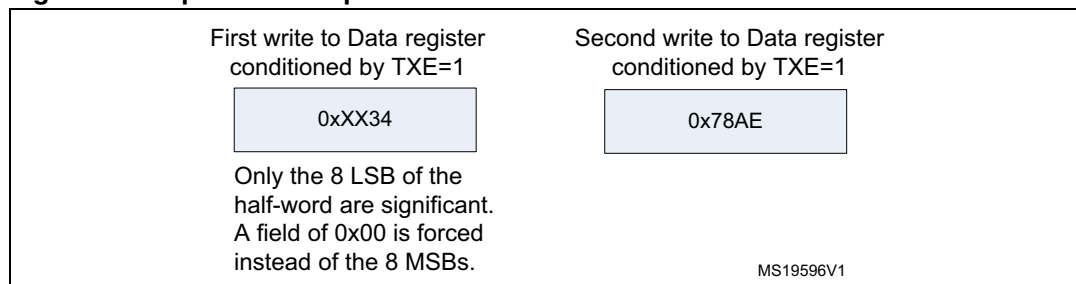 First write to Data register
conditioned by TXE=1
0xXX34
Only the 8 LSB of the
half-word are significant.
A field of 0x00 is forced
instead of the 8 MSBs.
Second write to Data register
conditioned by TXE=1
0x78AE
MS19596V1